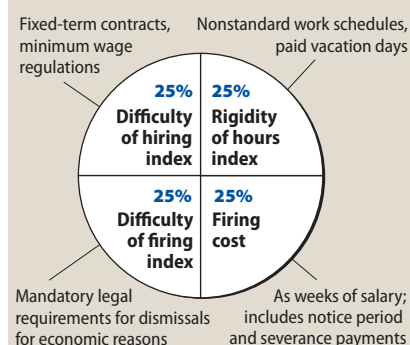 Fixed-term contracts,
minimum wage
regulations
Nonstandard work schedules,
paid vacation days
25%
Difficulty
of hiring
index
25%
Rigidity
of hours
index
25%
Difficulty
of firing
index
25%
Firing
cost
Mandatory legal
requirements for dismissals
for economic reasons
As weeks of salary;
includes notice period
and severance payments